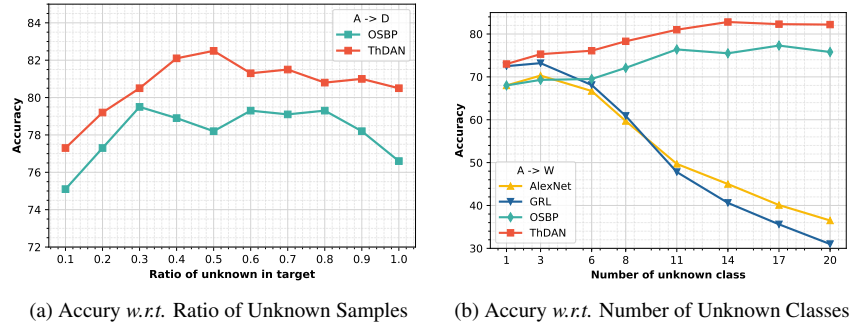 A -> D
OSBP
ThDAN
84
82
80
78
76
74
72
Accuracy
0.1 0.2 0.3 0.4 0.5 0.6 0.7 0.8 0.9 1.0
Ratio of unknown in target
(a) Accury w.r.t. Ratio of Unknown Samples
80
70
60
50
40
30
Accuracy
A -> W
AlexNet
GRL
OSBP
ThDAN
1 3 6 8 11 14 17 20
Number of unknown class
(b) Accury w.r.t. Number of Unknown Classes